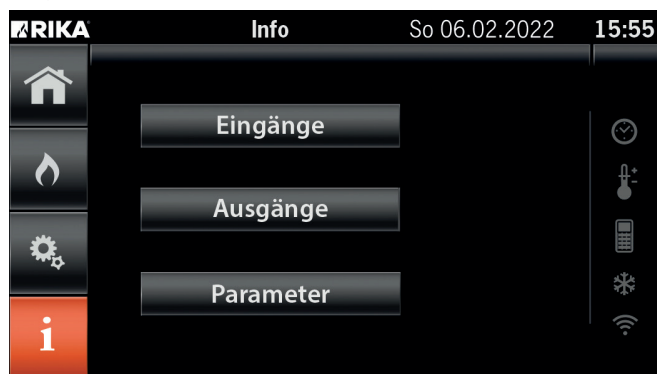 RIKA Info So 06.02.2022 15:55
Eingänge
Ausgänge
Parameter
i